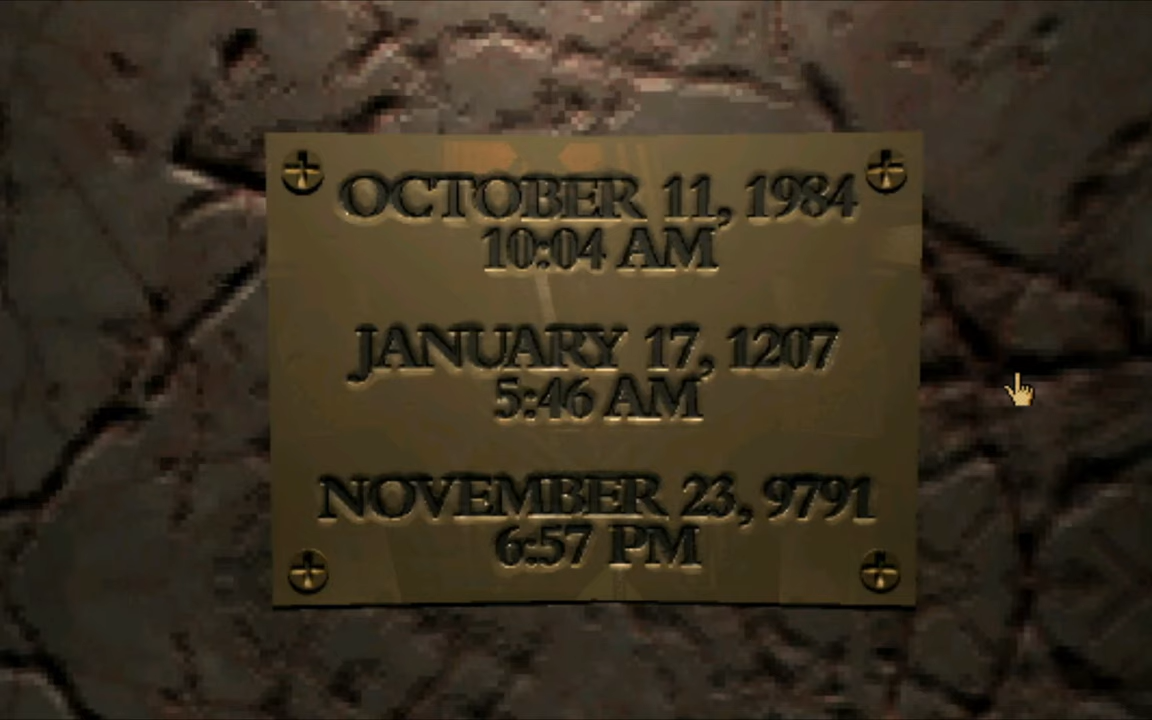 OCTOBER 11, 1984
10:04 AM
JANUARY 17, 1207
5:46 AM
NOVEMBER 23, 9791
6:57 PM